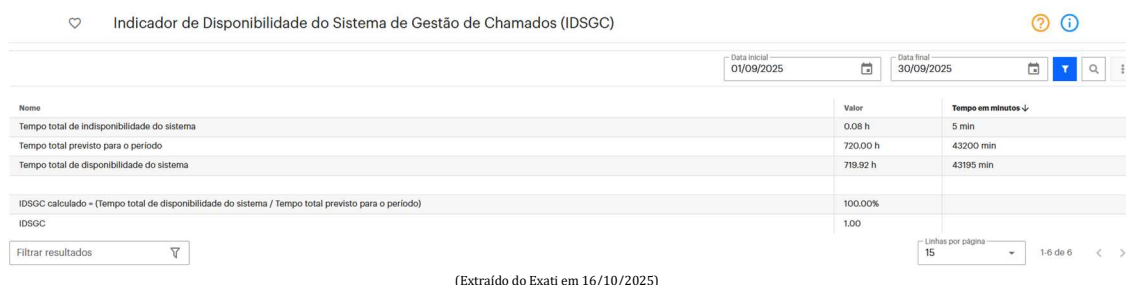 Indicador de Disponibilidade do Sistema de Gestão de Chamados (IDSGC)
Data inicial
01/09/2025
Data final
30/09/2025
Nome Valor Tempo em minutos
Tempo total de indisponibilidade do sistema 0.08 h 5 min
Tempo total previsto para o período 720.00 h 43200 min
Tempo total de disponibilidade do sistema 719.92 h 43195 min
IDSGC calculado = (Tempo total de disponibilidade do sistema / Tempo total previsto para o período) 100.00%
IDSGC 1.00
Filtrar resultados
Linhas por página
15
1-6 de 6
(Extraído do Exati em 16/10/2025)